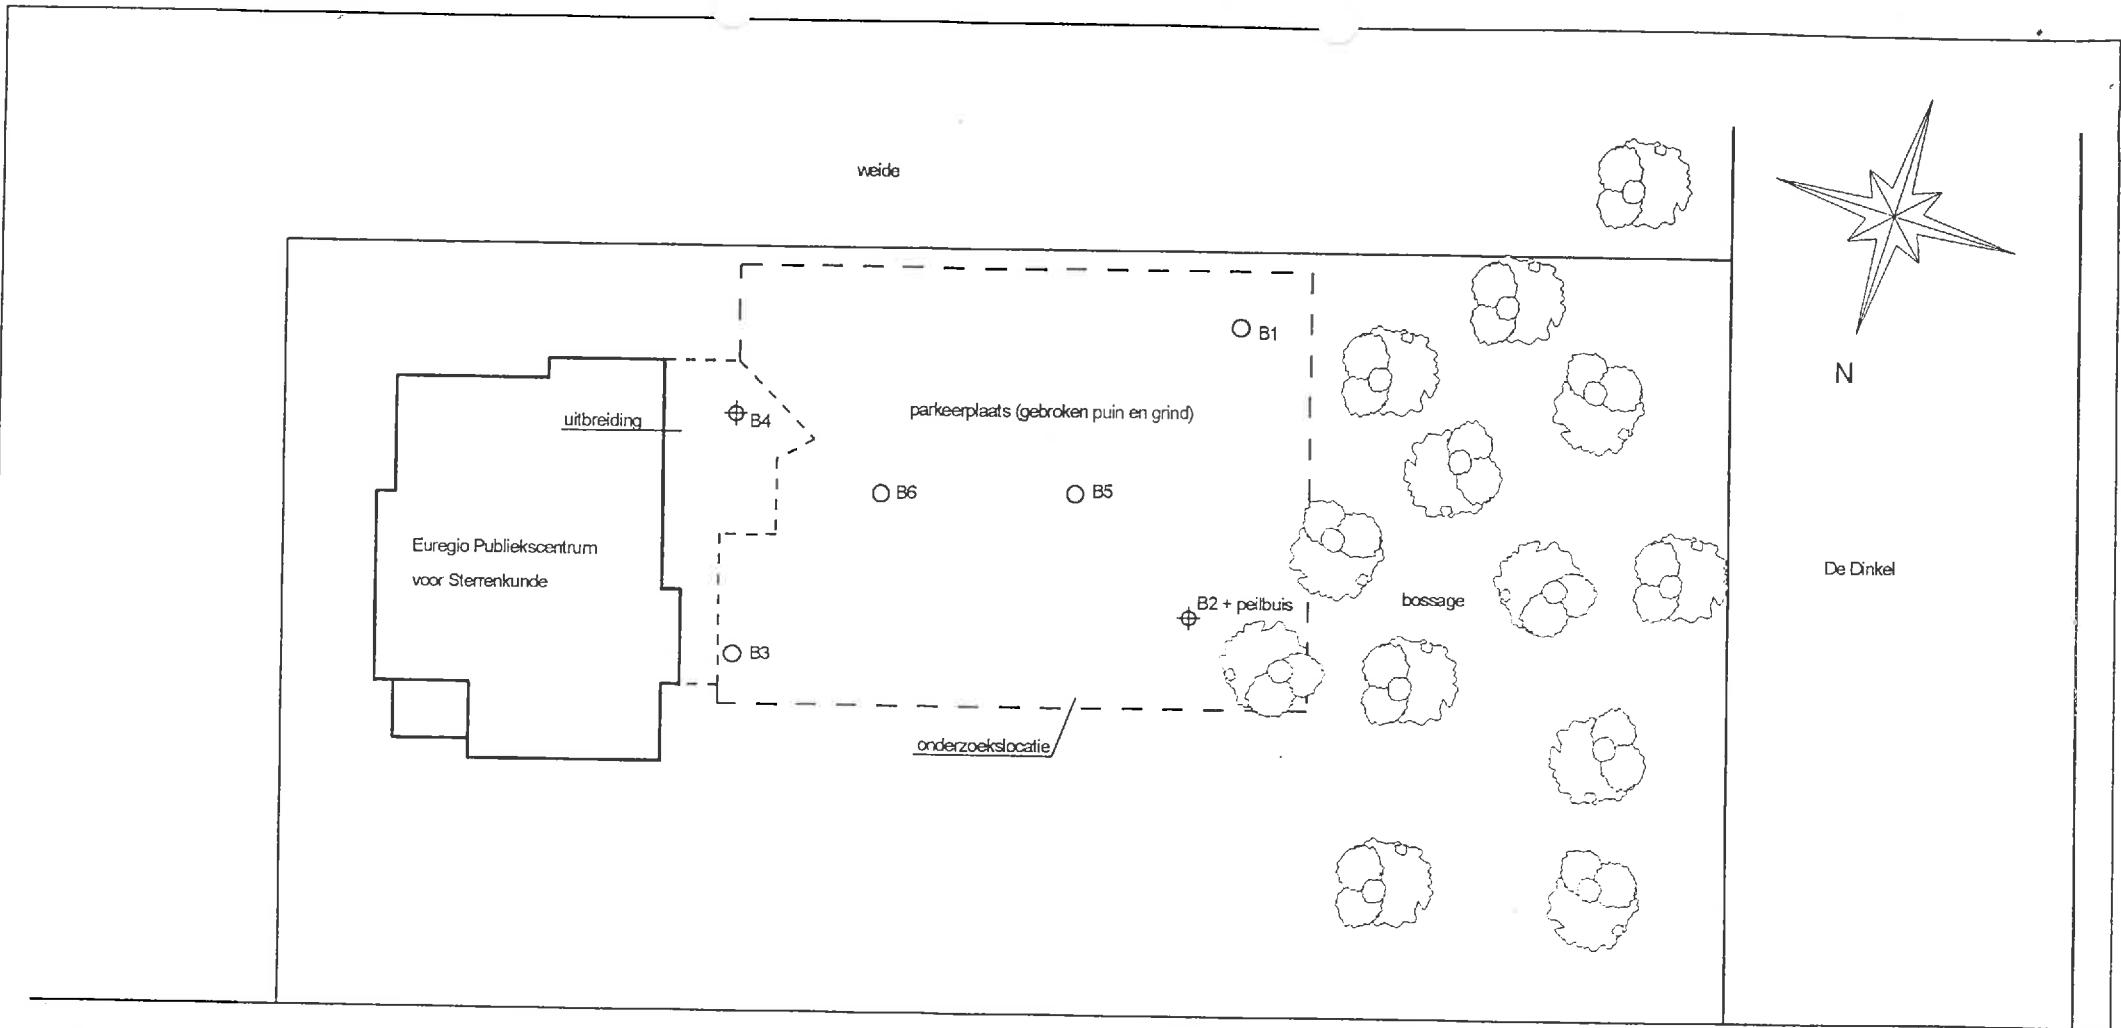 weide
B1
N
uitbreiding
B4
parkeerplaats (gebroken puin en grind)
B6
B5
Euregio Publiekscentrum
voor Sterrenkunde
De Dinkel
B2 + peilbuis
bossage
B3
onderzoekslocatie